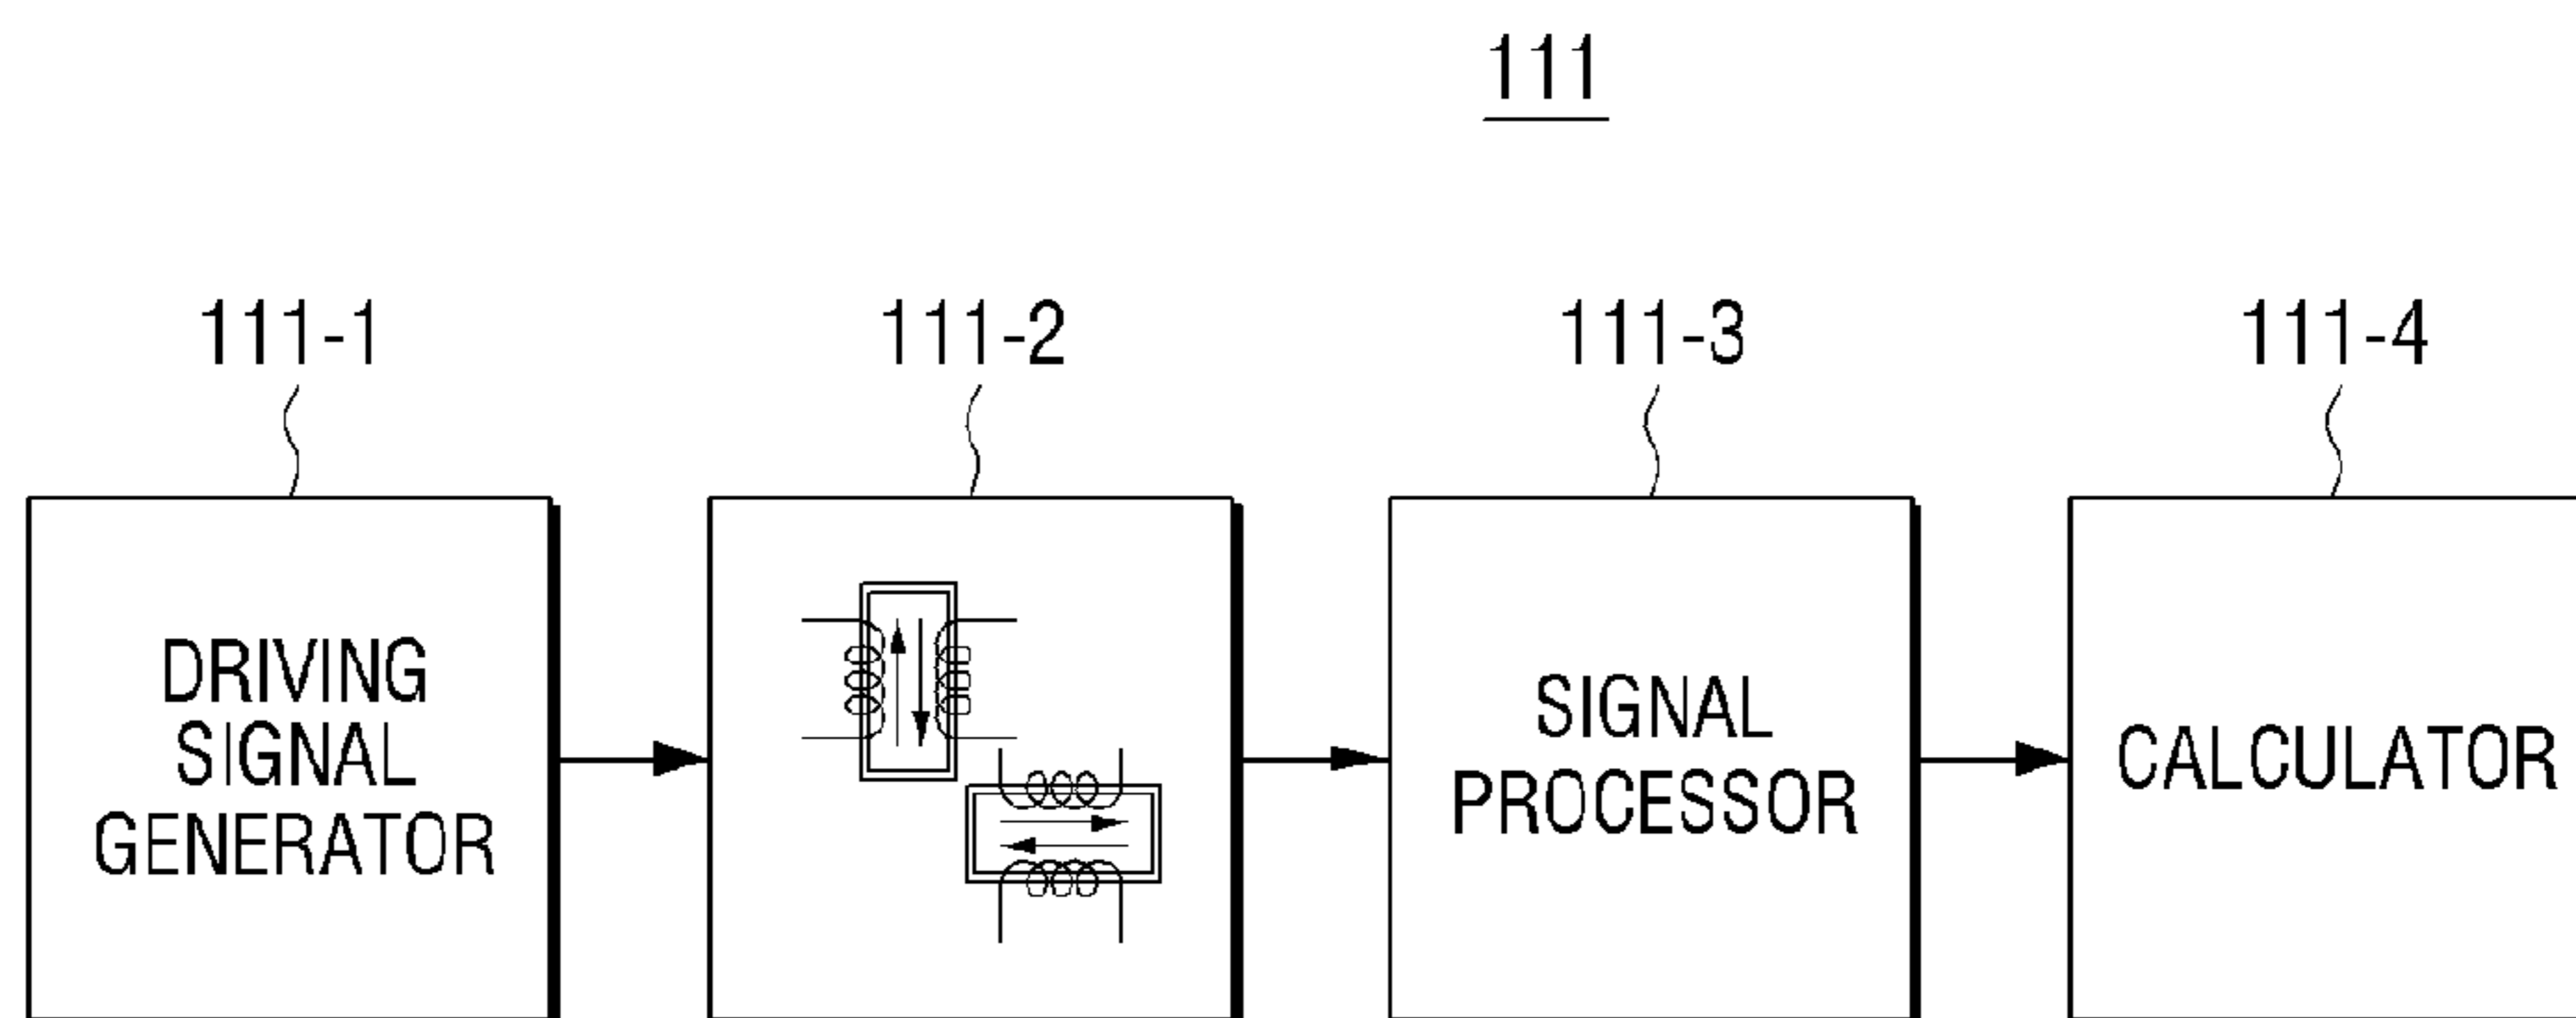 111
111-1
111-2
111-3
111-4
DRIVING
SIGNAL
GENERATOR
SIGNAL
PROCESSOR
CALCULATOR